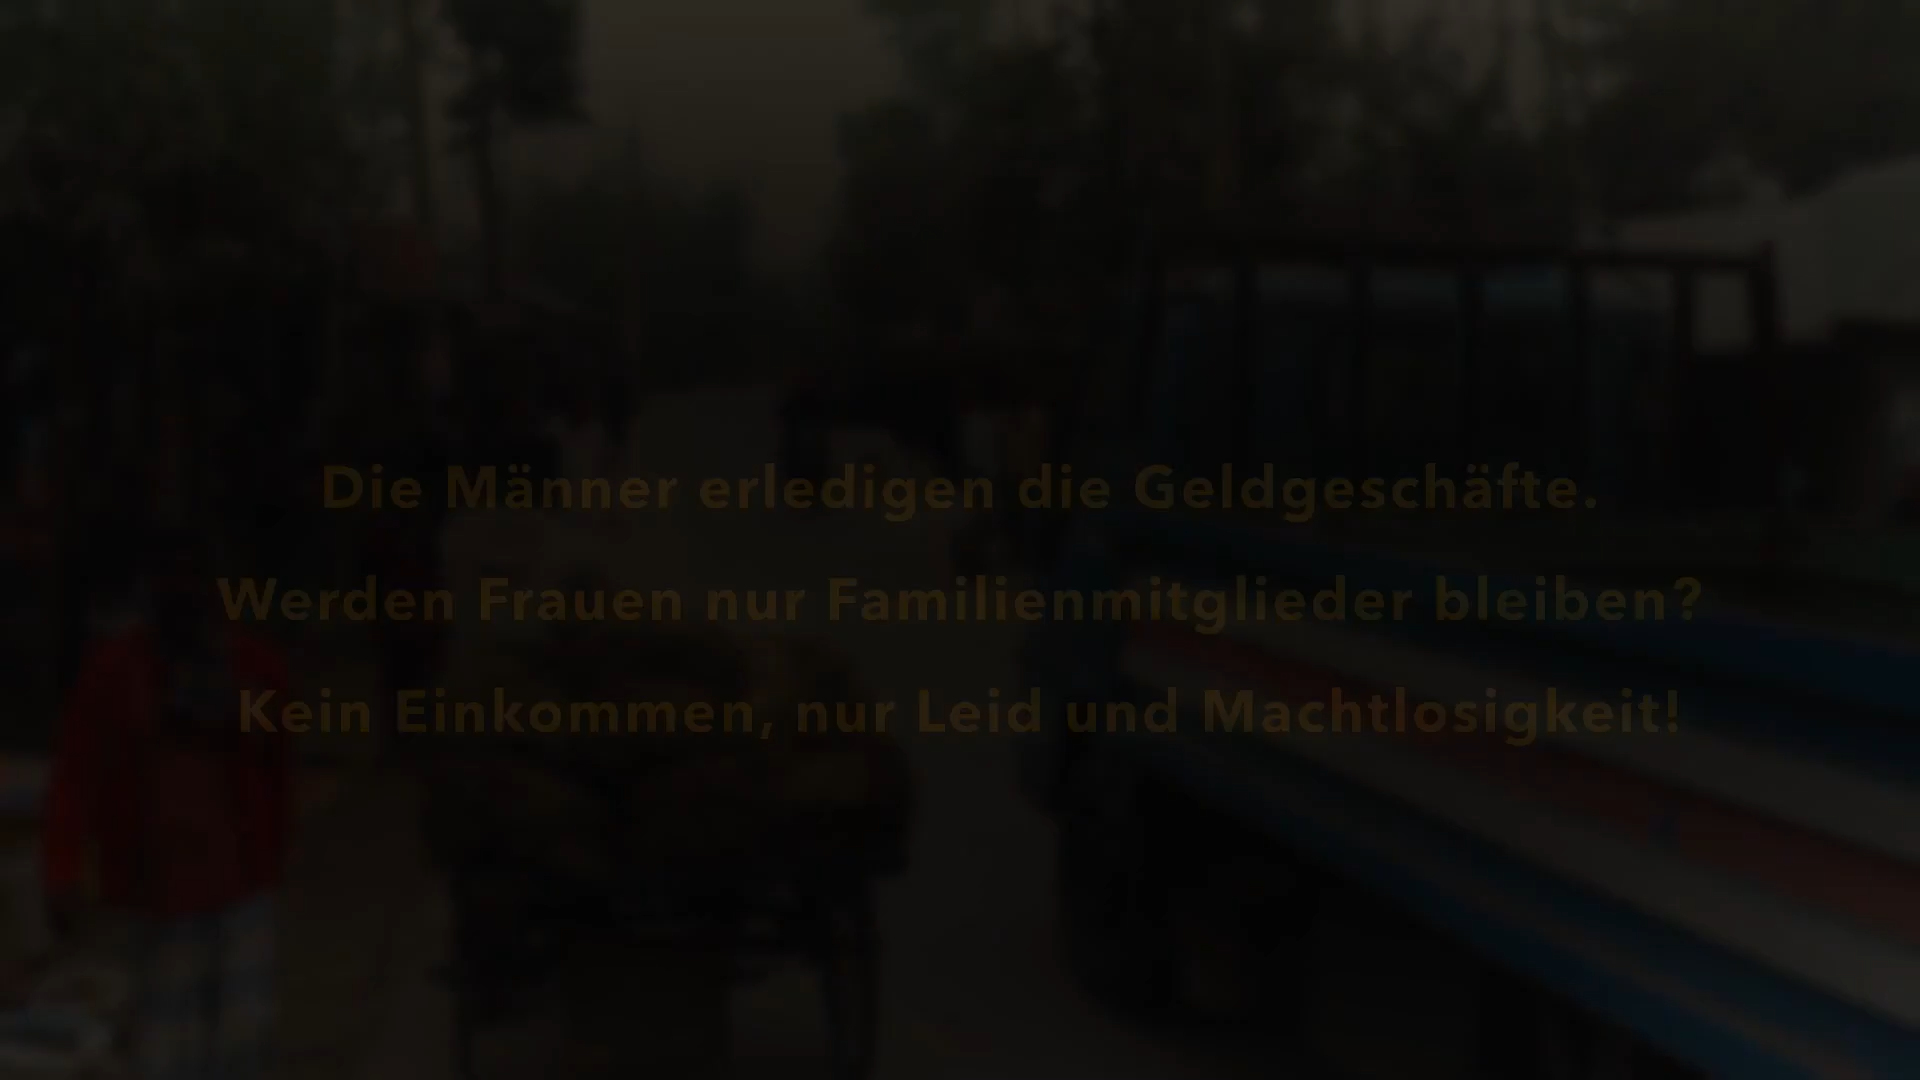 Die Männer erledigen die Geldgeschäfte.
Werden Frauen nur Familienmitglieder bleiben?
Kein Einkommen, nur Leid und Machtlosigkeit!